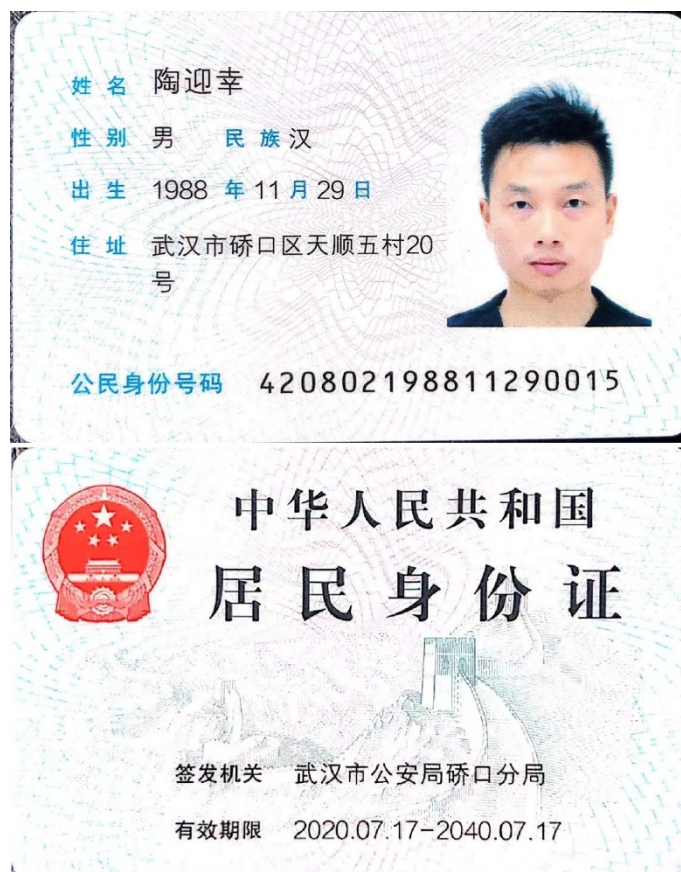 姓名 陶迎幸
性别 男 民族 汉
出生 1988 年 11 月 29 日
住址 武汉市硚口区天顺五村20
号
公民身份号码 420802198811290015
中华人民共和国
居民身份证
签发机关 武汉市公安局硚口分局
有效期限 2020.07.17-2040.07.17